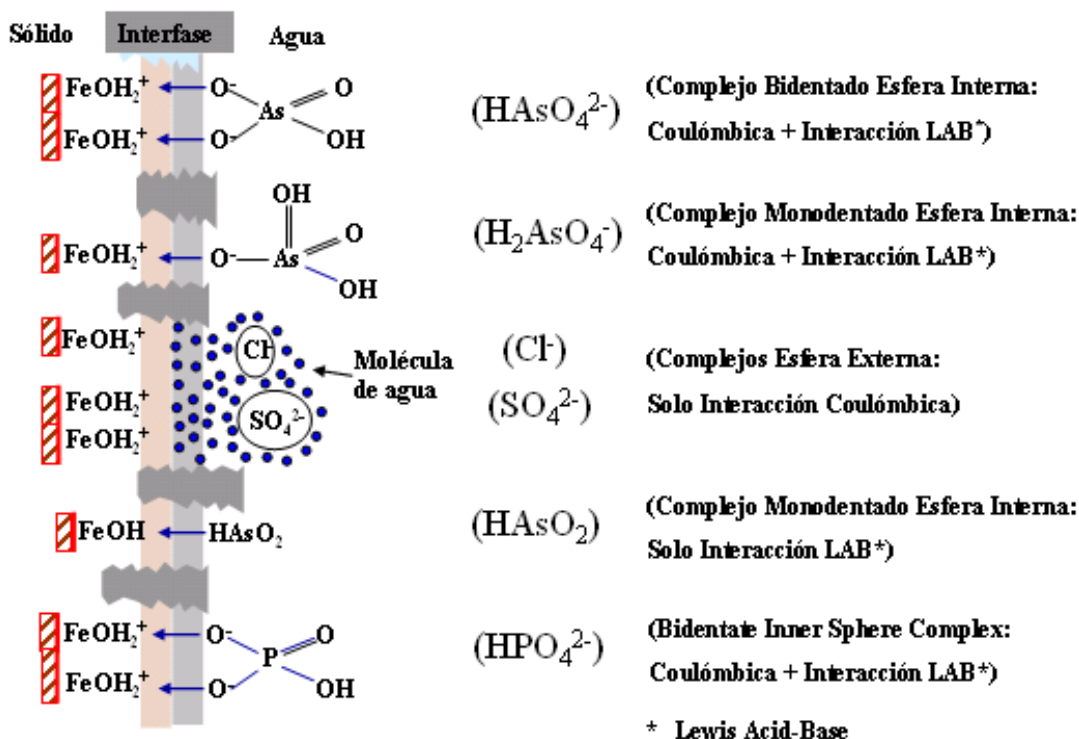 Sólido Interfase Agua
FeOH₂⁺ O⁻ As O
FeOH₂⁺ O⁻ OH
(HAsO₄²⁻)
(Complejo Bidentado Esfera Interna:
Coulómbica + Interacción LAB*)
OH
FeOH₂⁺ O⁻ As O
OH
(H₂AsO₄⁻)
(Complejo Monodentado Esfera Interna:
Coulómbica + Interacción LAB*)
FeOH₂⁺ Cl⁻
Molécula
de agua
FeOH₂⁺ SO₄²⁻
FeOH₂⁺
(Cl⁻)
(SO₄²⁻)
(Complejos Esfera Externa:
Solo Interacción Coulómbica)
FeOH HAsO₂
(HAsO₂)
(Complejo Monodentado Esfera Interna:
Solo Interacción LAB*)
FeOH₂⁺ O⁻ P O
FeOH₂⁺ O⁻ OH
(HPO₄²⁻)
(Bidentate Inner Sphere Complex:
Coulómbica + Interacción LAB*)
* Lewis Acid-Base